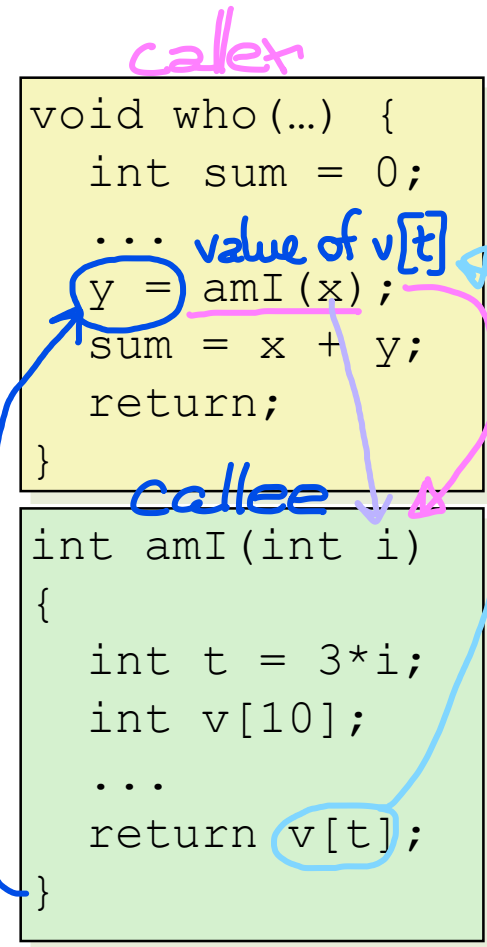 caller
void who(…) {
int sum = 0;
... value of v[t]
y = amI(x);
sum = x + y;
return;
}
callee
int amI(int i)
{
int t = 3*i;
int v[10];
...
return v[t];
}